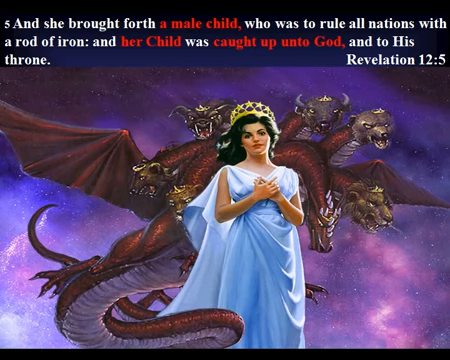 5 And she brought forth a male child, who was to rule all nations with
a rod of iron: and her Child was caught up unto God, and to His
throne. Revelation 12:5